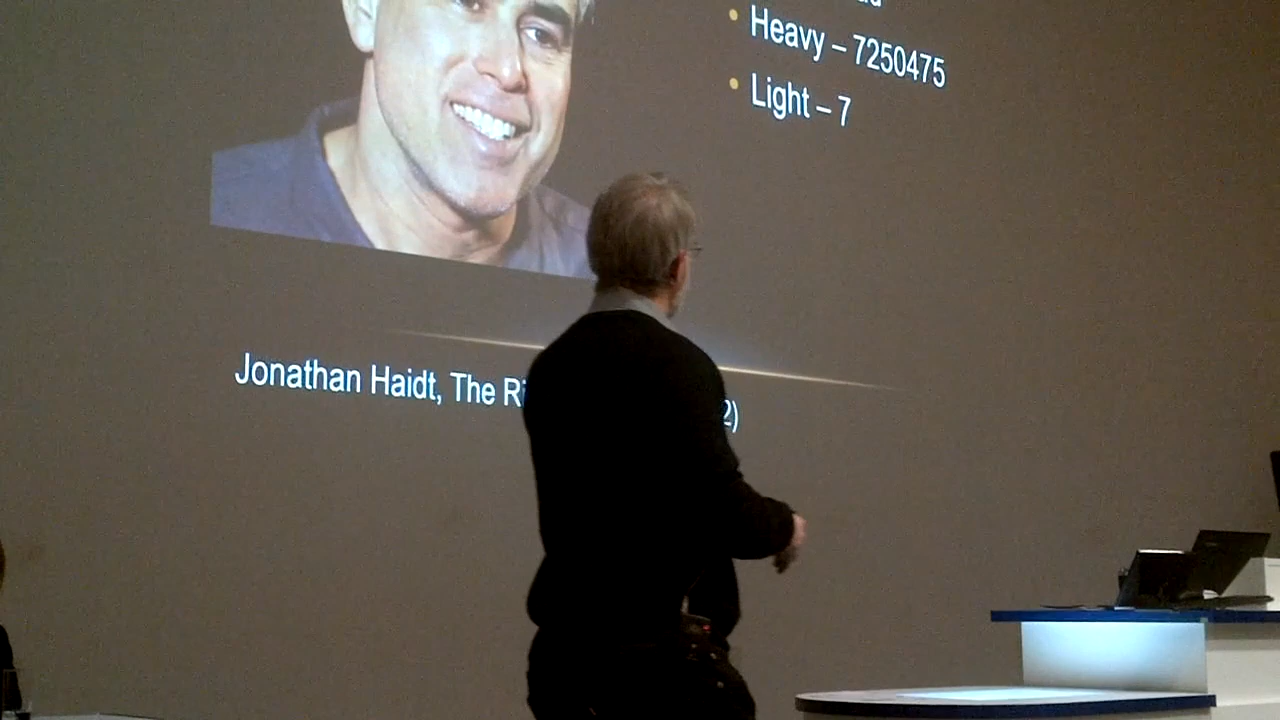 Heavy – 7250475
Light – 7
Jonathan Haidt, The Ri
2)